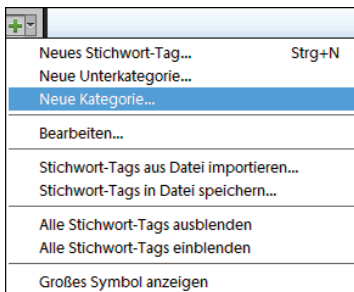 Neues Stichwort-Tag... Strg+N
Neue Unterkategorie...
Neue Kategorie...
Bearbeiten...
Stichwort-Tags aus Datei importieren...
Stichwort-Tags in Datei speichern...
Alle Stichwort-Tags ausblenden
Alle Stichwort-Tags einblenden
Großes Symbol anzeigen